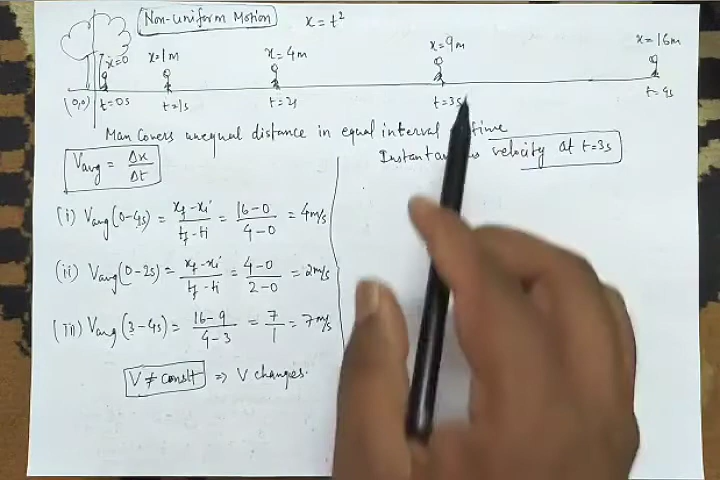 Non-uniform Motion x = t²
x=0 x=1m x=4m x=9m x=16m
(0,0) t=0s t=1s t=2s t=3s t=4s
Man Covers unequal distance in equal interval time
Vavg = Δx/Δt
Instantaneous velocity at t=3s
(i) Vavg(0-4s) = xf-xi/tf-ti = 16-0/4-0 = 4m/s
(ii) Vavg(0-2s) = xf-xi/tf-ti = 4-0/2-0 = 2m/s
(iii) Vavg(3-4s) = 16-9/4-3 = 7/1 = 7m/s
V ≠ constt ⇒ V changes.